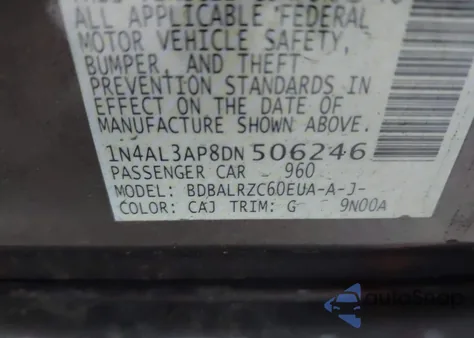 ALL APPLICABLE FEDERAL
MOTOR VEHICLE SAFETY,
BUMPER, AND THEFT
PREVENTION STANDARDS IN
EFFECT ON THE DATE OF
MANUFACTURE SHOWN ABOVE.
1N4AL3AP8DN506246
PASSENGER CAR 960
MODEL: BDBALRZC60EUA-A-J-
COLOR: CAJ TRIM: G 9N00A
autoSnap